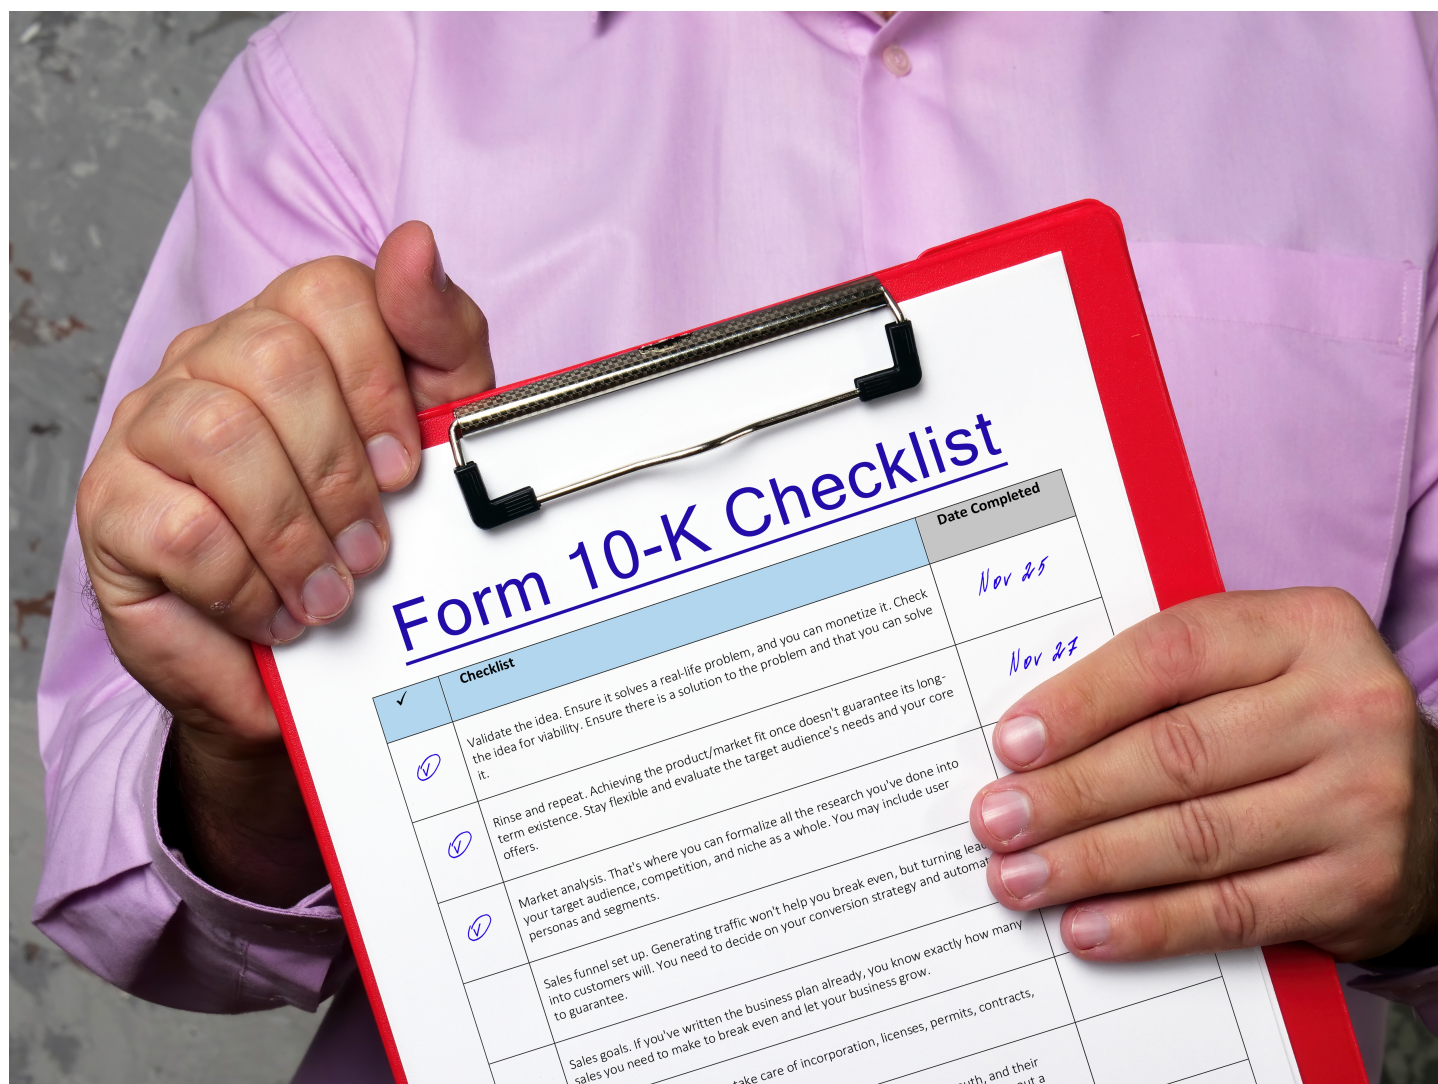 Form 10-K Checklist
✓ Checklist Date Completed
Validate the idea. Ensure it solves a real-life problem, and you can monetize it. Check
the idea for viability. Ensure there is a solution to the problem and that you can solve
it.
Nov 25
Rinse and repeat. Achieving the product/market fit once doesn't guarantee its long-
term existence. Stay flexible and evaluate the target audience's needs and your core
offers.
Nov 27
Market analysis. That's where you can formalize all the research you've done into
your target audience, competition, and niche as a whole. You may include user
personas and segments.
Sales funnel set up. Generating traffic won't help you break even, but turning
into customers will. You need to decide on your conversion strategy and
to guarantee.
Sales goals. If you've written the business plan already, you know exactly how many
sales you need to make to break even and let your business grow.
take care of incorporation, licenses, permits, contracts,
and their
a